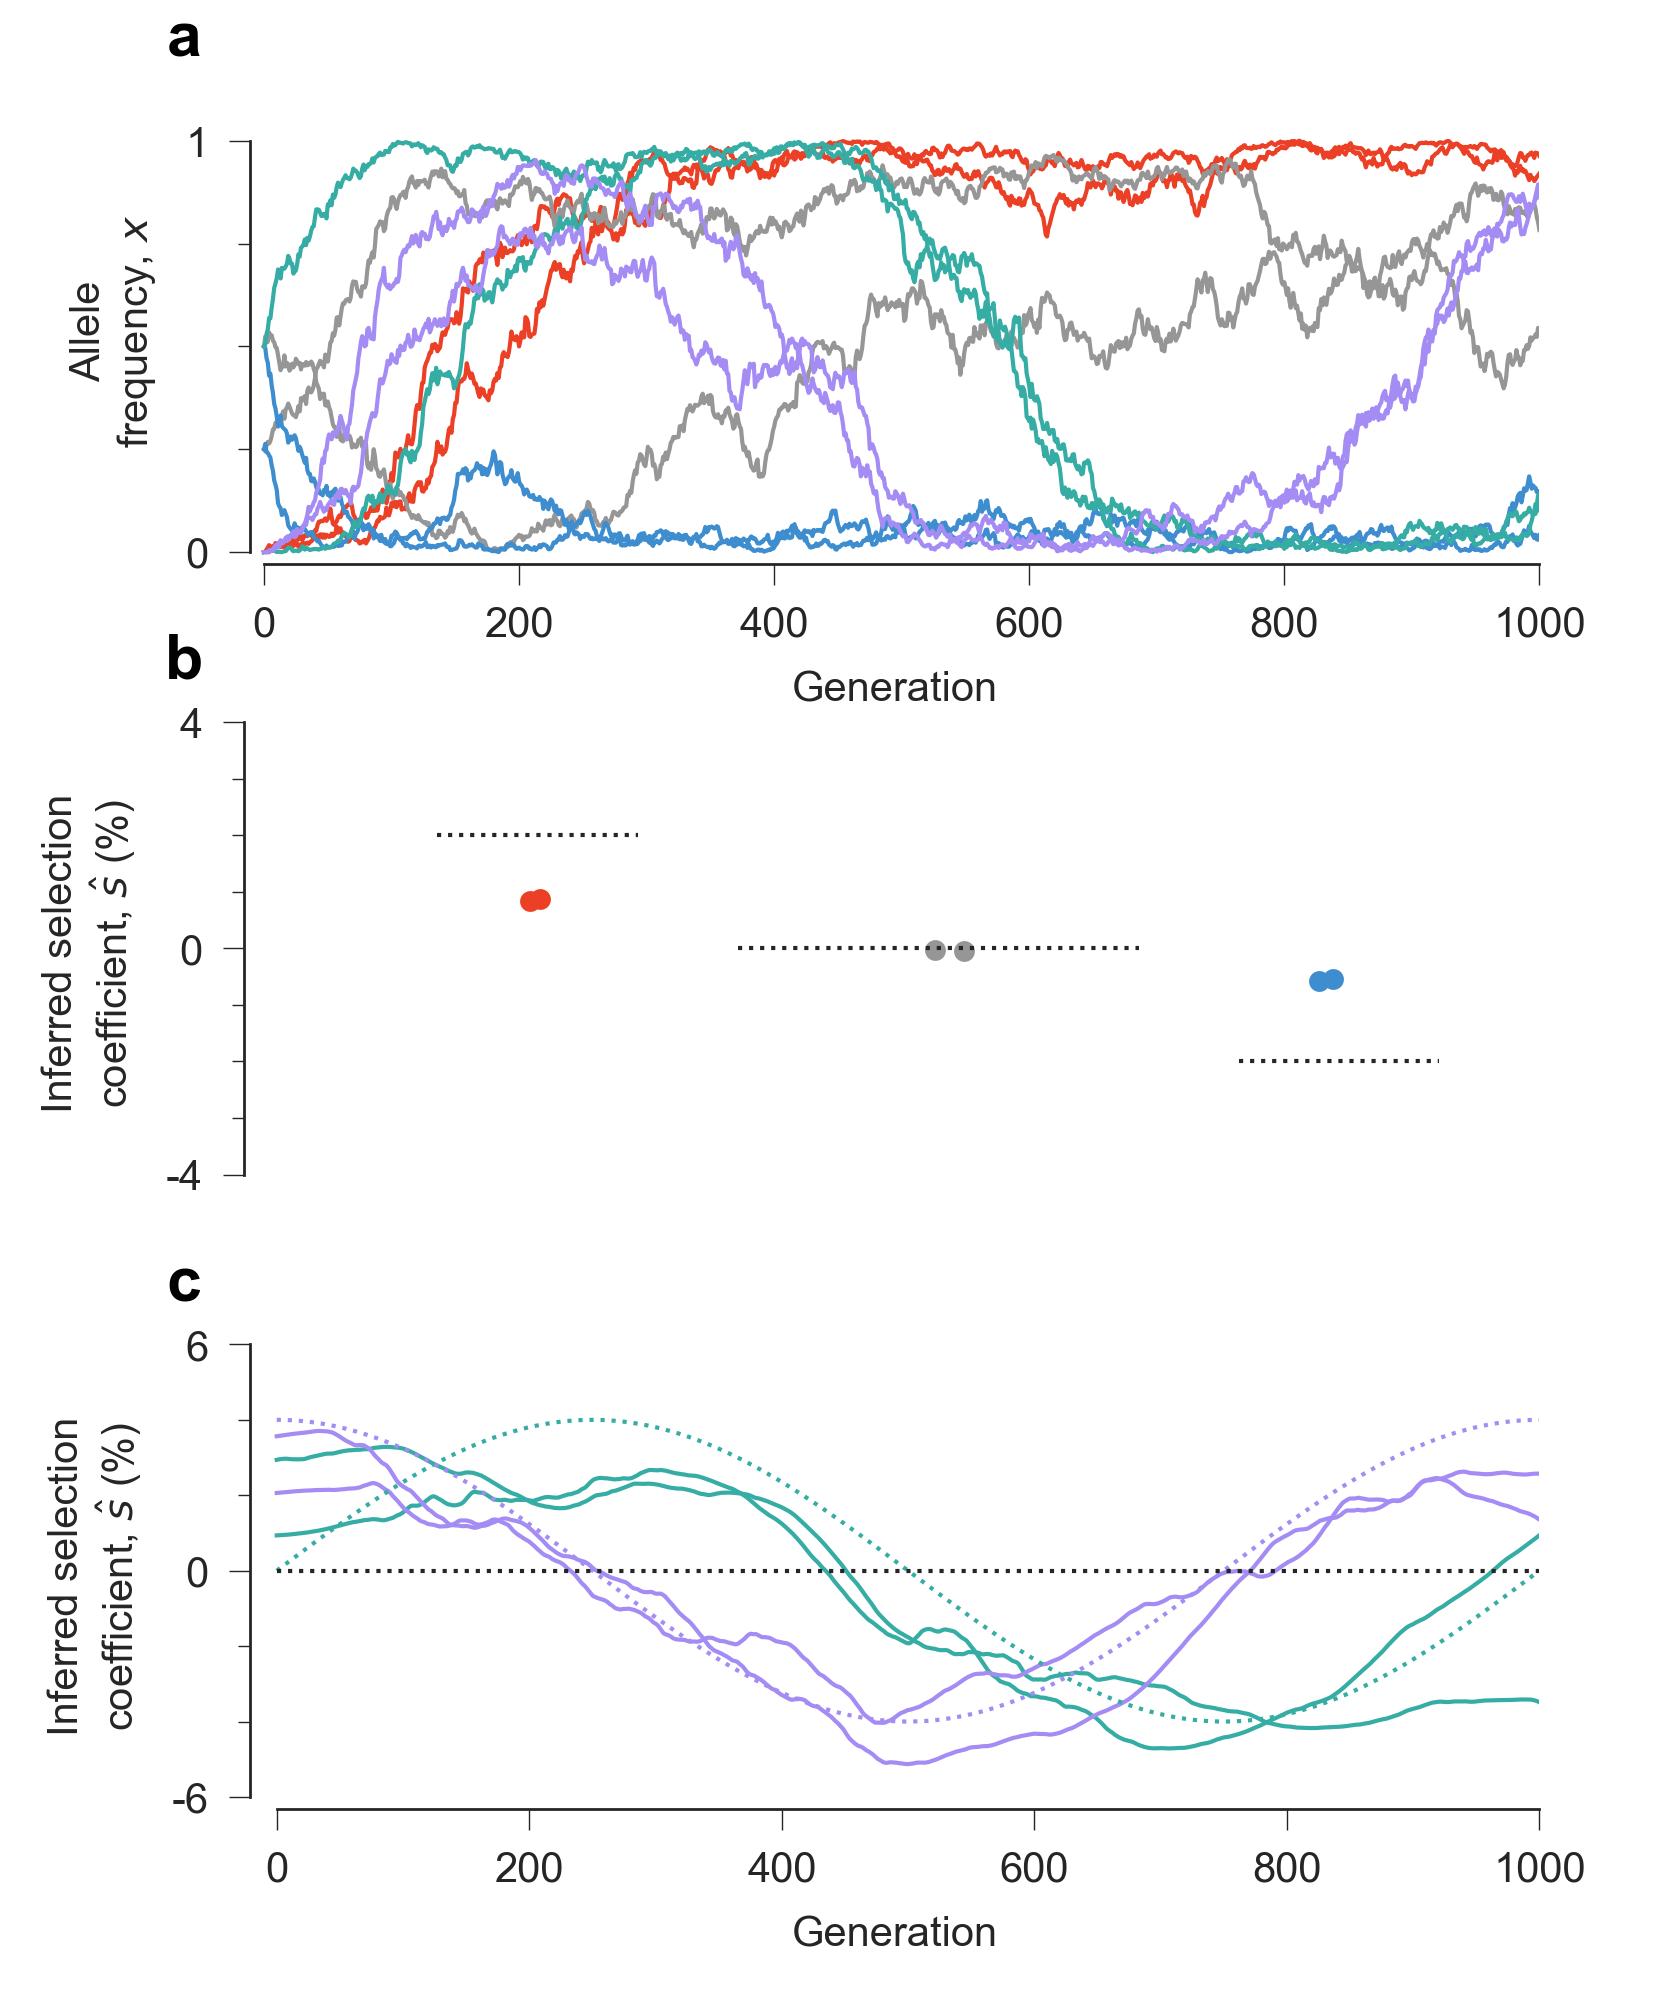 a
1
0
Allele
frequency, x
0 200 400 600 800 1000
Generation
b
4
0
-4
Inferred selection
coefficient, ŝ (%)
c
6
0
-6
Inferred selection
coefficient, ŝ (%)
0 200 400 600 800 1000
Generation